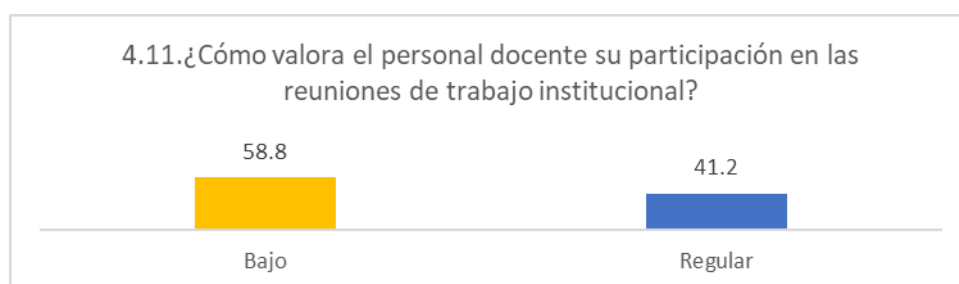 4.11.¿Cómo valora el personal docente su participación en las
reuniones de trabajo institucional?
58.8
41.2
Bajo
Regular